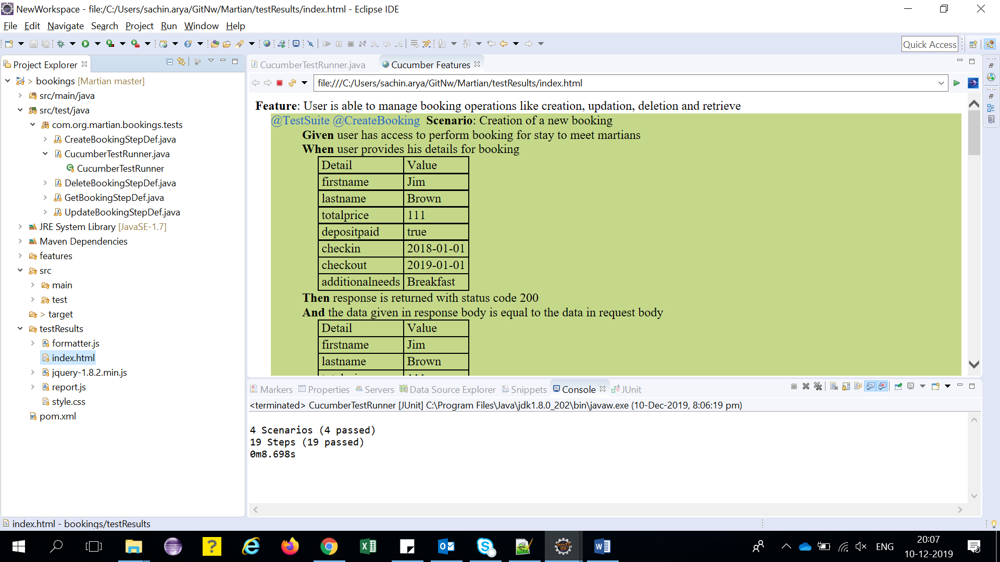 NewWorkspace - file:/C:/Users/sachin.arya/GitNw/Martian/testResults/index.html - Eclipse IDE
File Edit Navigate Search Project Run Window Help
Quick Access
Project Explorer
> bookings [Martian master]
src/main/java
src/test/java
com.org.martian.bookings.tests
CreateBookingStepDef.java
CucumberTestRunner.java
CucumberTestRunner
DeleteBookingStepDef.java
GetBookingStepDef.java
UpdateBookingStepDef.java
JRE System Library [JavaSE-1.7]
Maven Dependencies
features
src
main
test
> target
testResults
formatter.js
index.html
jquery-1.8.2.min.js
report.js
style.css
pom.xml
CucumberTestRunner.java Cucumber Features
file:///C:/Users/sachin.arya/GitNw/Martian/testResults/index.html
Feature: User is able to manage booking operations like creation, updation, deletion and retrieve
@TestSuite @CreateBooking Scenario: Creation of a new booking
Given user has access to perform booking for stay to meet martians
When user provides his details for booking
Detail Value
firstname Jim
lastname Brown
totalprice 111
depositpaid true
checkin 2018-01-01
checkout 2019-01-01
additionalneeds Breakfast
Then response is returned with status code 200
And the data given in response body is equal to the data in request body
Detail Value
firstname Jim
lastname Brown
Markers Properties Servers Data Source Explorer Snippets Console JUnit
<terminated> CucumberTestRunner [JUnit] C:\Program Files\Java\jdk1.8.0_202\bin\javaw.exe (10-Dec-2019, 8:06:19 pm)
4 Scenarios (4 passed)
19 Steps (19 passed)
0m8.698s
index.html - bookings/testResults
ENG
20:07
10-12-2019